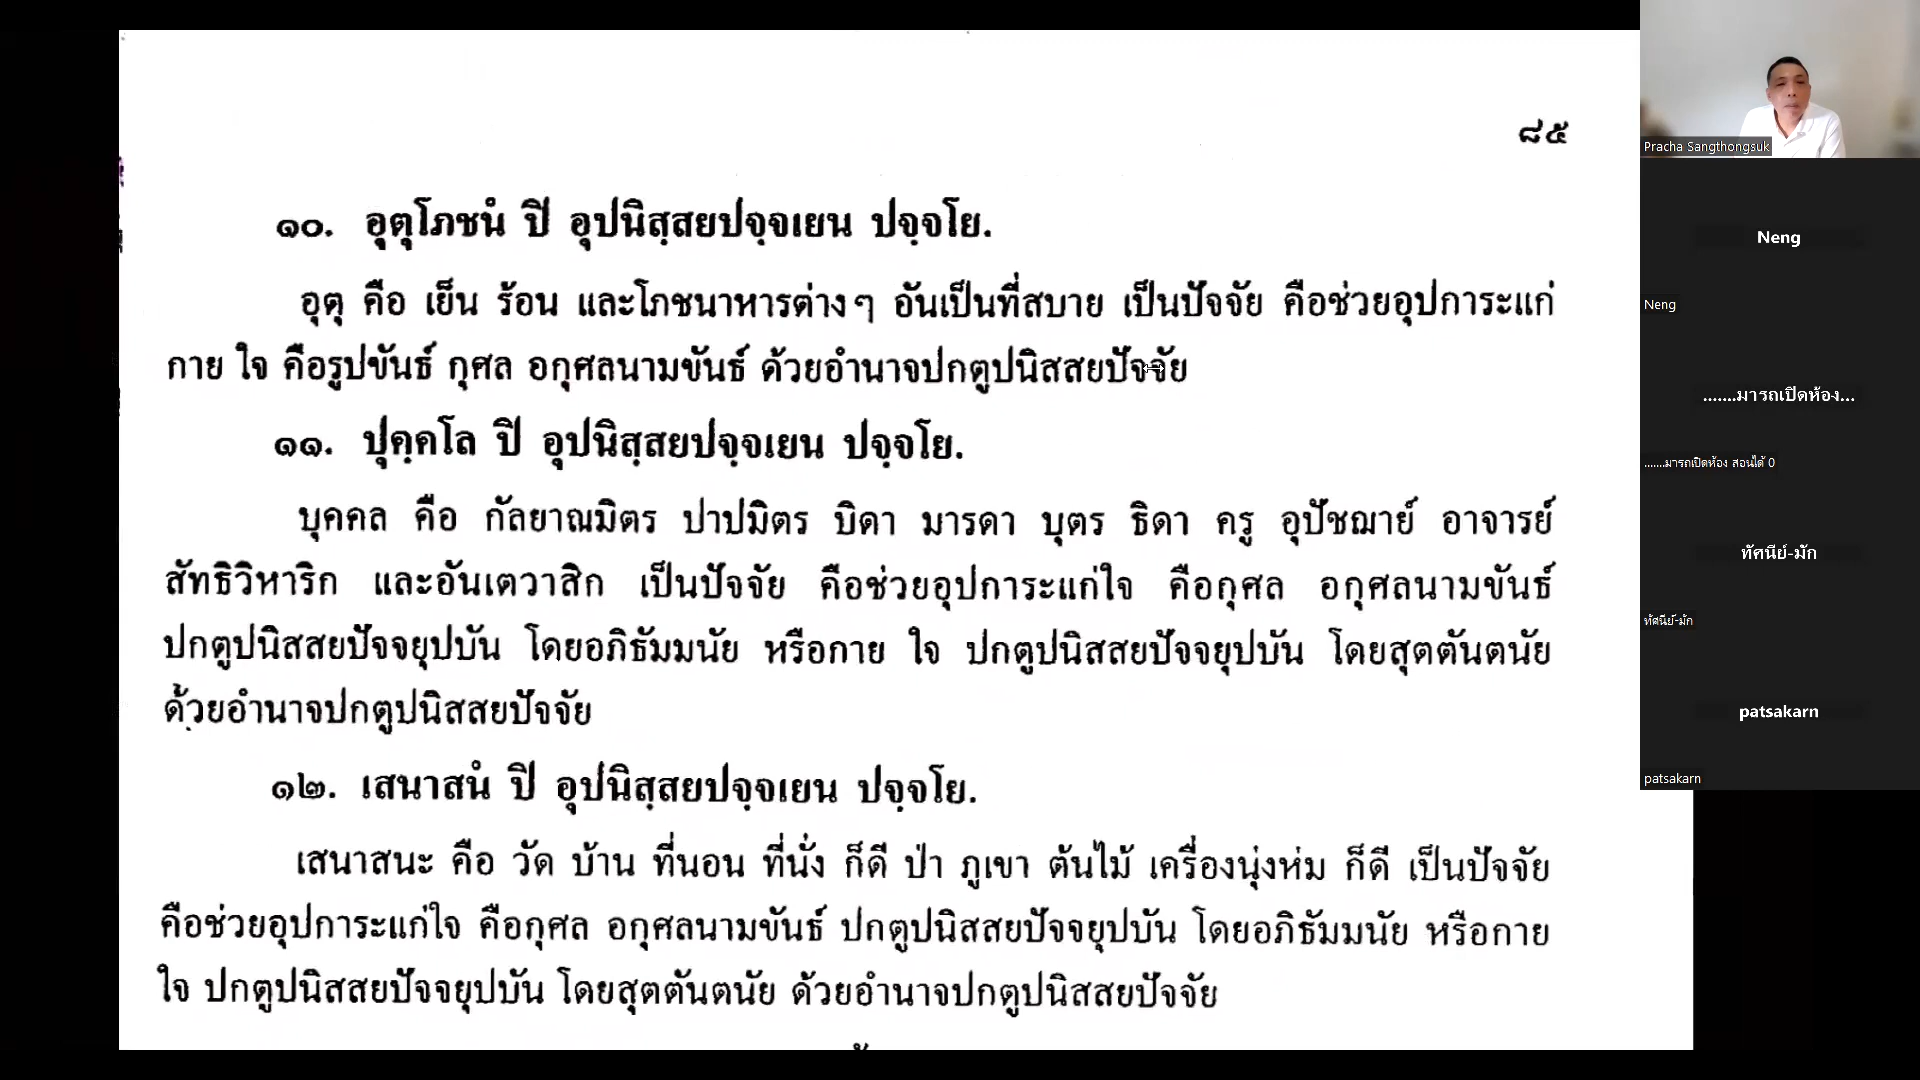 ๘๕
๑๐. อุตุโภชนํ ปิ อุปนิสฺสยปจฺจเยน ปจฺจโย.
อุตุ คือ เย็น ร้อน และโภชนาหารต่างๆ อันเป็นที่สบาย เป็นปัจจัย คือช่วยอุปการะแก่
กาย ใจ คือรูปขันธ์ กุศล อกุศลนามขันธ์ ด้วยอำนาจปกตูปนิสสยปัจจัย
๑๑. ปุคฺคโล ปิ อุปนิสฺสยปจฺจเยน ปจฺจโย.
บุคคล คือ กัลยาณมิตร ปาปมิตร บิดา มารดา บุตร ธิดา ครู อุปัชฌาย์ อาจารย์
สัทธิวิหาริก และอันเตวาสิก เป็นปัจจัย คือช่วยอุปการะแก่ใจ คือกุศล อกุศลนามขันธ์
ปกตูปนิสสยปัจจยุปบัน โดยอภิธัมมนัย หรือกาย ใจ ปกตูปนิสสยปัจจยุปบัน โดยสุตตันตนัย
ด้วยอำนาจปกตูปนิสสยปัจจัย
๑๒. เสนาสนํ ปิ อุปนิสฺสยปจฺจเยน ปจฺจโย.
เสนาสนะ คือ วัด บ้าน ที่นอน ที่นั่ง ก็ดี ป่า ภูเขา ต้นไม้ เครื่องนุ่งห่ม ก็ดี เป็นปัจจัย
คือช่วยอุปการะแก่ใจ คือกุศล อกุศลนามขันธ์ ปกตูปนิสสยปัจจยุปบัน โดยอภิธัมมนัย หรือกาย
ใจ ปกตูปนิสสยปัจจยุปบัน โดยสุตตันตนัย ด้วยอำนาจปกตูปนิสสยปัจจัย
Pracha Sangthongsuk
Neng
Neng
.......มารถเปิดห้อง...
.......มารถเปิดห้อง สอนได้ 0
ทัศนีย์-มัก
ทัศนีย์-มัก
patsakarn
patsakarn